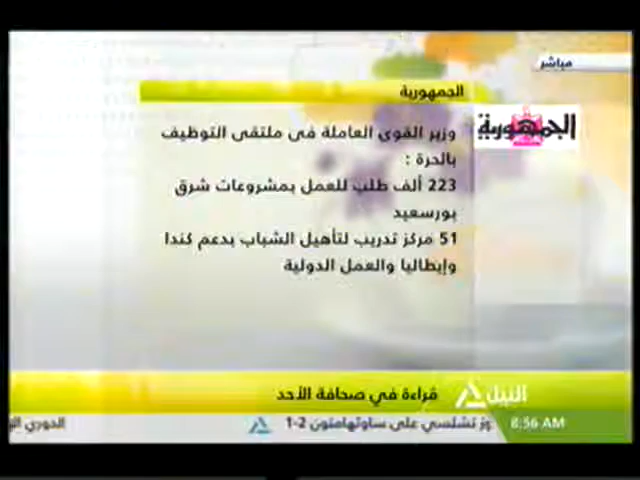 مباشر
الجمهورية
الجمهورية
وزير القوى العاملة فى ملتقى التوظيف
بالحرة :
223 ألف طلب للعمل بمشروعات شرق
بورسعيد
51 مركز تدريب لتأهيل الشباب بدعم كندا
وإيطاليا والعمل الدولية
النيل
قراءة في صحافة الأحد
8:56 AM
وز تشلسي على ساوثهامتون 2-1
الدوري الإ